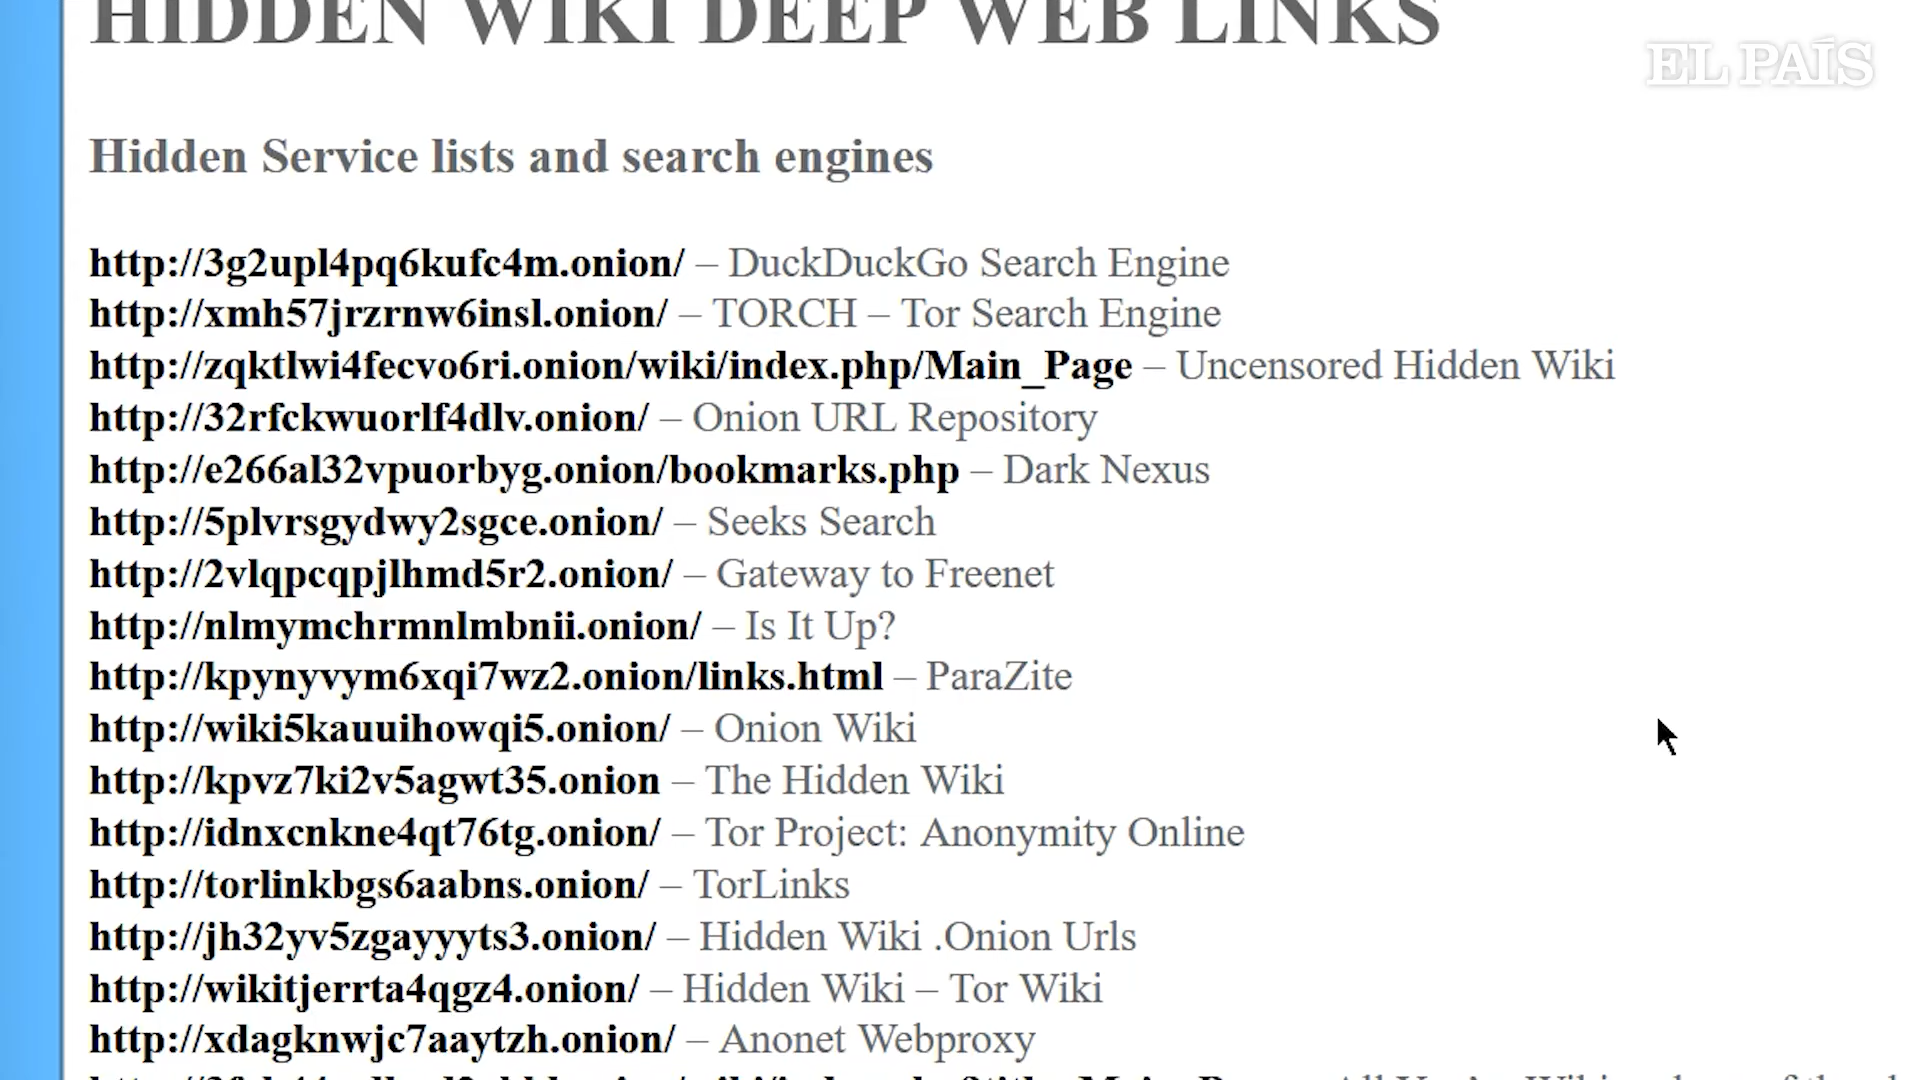 HIDDEN WIKI DEEP WEB LINKS
EL PAÍS
Hidden Service lists and search engines
http://3g2upl4pq6kufc4m.onion/ – DuckDuckGo Search Engine
http://xmh57jrzrnw6insl.onion/ – TORCH – Tor Search Engine
http://zqktlwi4fecvo6ri.onion/wiki/index.php/Main_Page – Uncensored Hidden Wiki
http://32rfckwuorlf4dlv.onion/ – Onion URL Repository
http://e266al32vpuorbyg.onion/bookmarks.php – Dark Nexus
http://5plvrsgydwy2sgce.onion/ – Seeks Search
http://2vlqpcqpjlhmd5r2.onion/ – Gateway to Freenet
http://nlmymchrmnlmbnii.onion/ – Is It Up?
http://kpynyvym6xqi7wz2.onion/links.html – ParaZite
http://wiki5kauuihowqi5.onion/ – Onion Wiki
http://kpvz7ki2v5agwt35.onion – The Hidden Wiki
http://idnxcnkne4qt76tg.onion/ – Tor Project: Anonymity Online
http://torlinkbgs6aabns.onion/ – TorLinks
http://jh32yv5zgayyyts3.onion/ – Hidden Wiki .Onion Urls
http://wikitjerrta4qgz4.onion/ – Hidden Wiki – Tor Wiki
http://xdagknwjc7aaytzh.onion/ – Anonet Webproxy